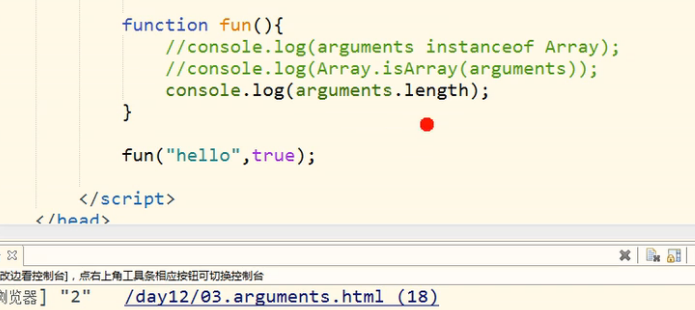 function fun(){
//console.log(arguments instanceof Array);
//console.log(Array.isArray(arguments));
console.log(arguments.length);
}
fun("hello",true);
</script>
</head>
改边看控制台]，点右上角工具条相应按钮可切换控制台
浏览器] "2" /day12/03.arguments.html (18)